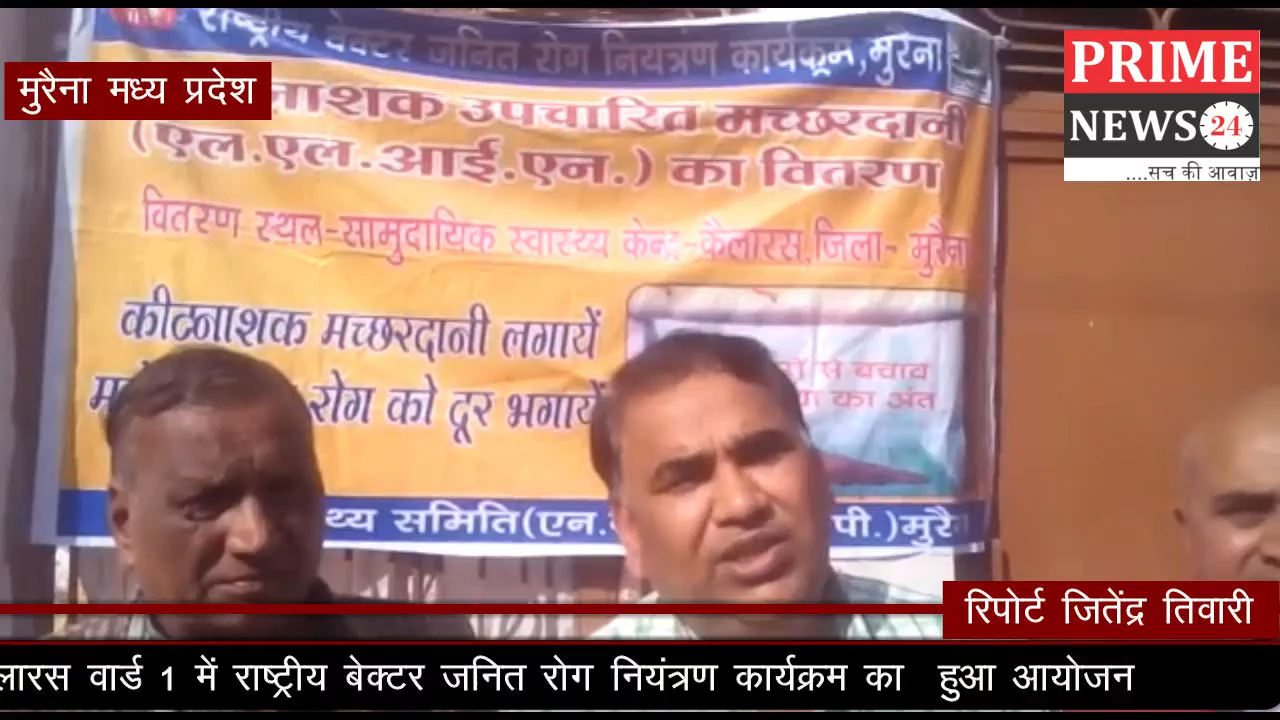 राष्ट्रीय बेक्टर जनित रोग नियत्रंण कार्यक्रम,मुरैना
मुरैना मध्य प्रदेश
उपचारित मच्छरदानी
(एल.एल.आई.एन.) का वितरण
वितरण स्थल-सामुदायिक स्वास्थ्य केन्द्र-कैलारस,जिला- मुरैना
कीटनाशक मच्छरदानी लगायें
रोग को दूर भगायें
से बचाव
का अंत
समिति(एन.
पी.)मुरै
PRIME
NEWS 24
....सच की आवाज़
रिपोर्ट जितेंद्र तिवारी
लारस वार्ड 1 में राष्ट्रीय बेक्टर जनित रोग नियंत्रण कार्यक्रम का हुआ आयोजन